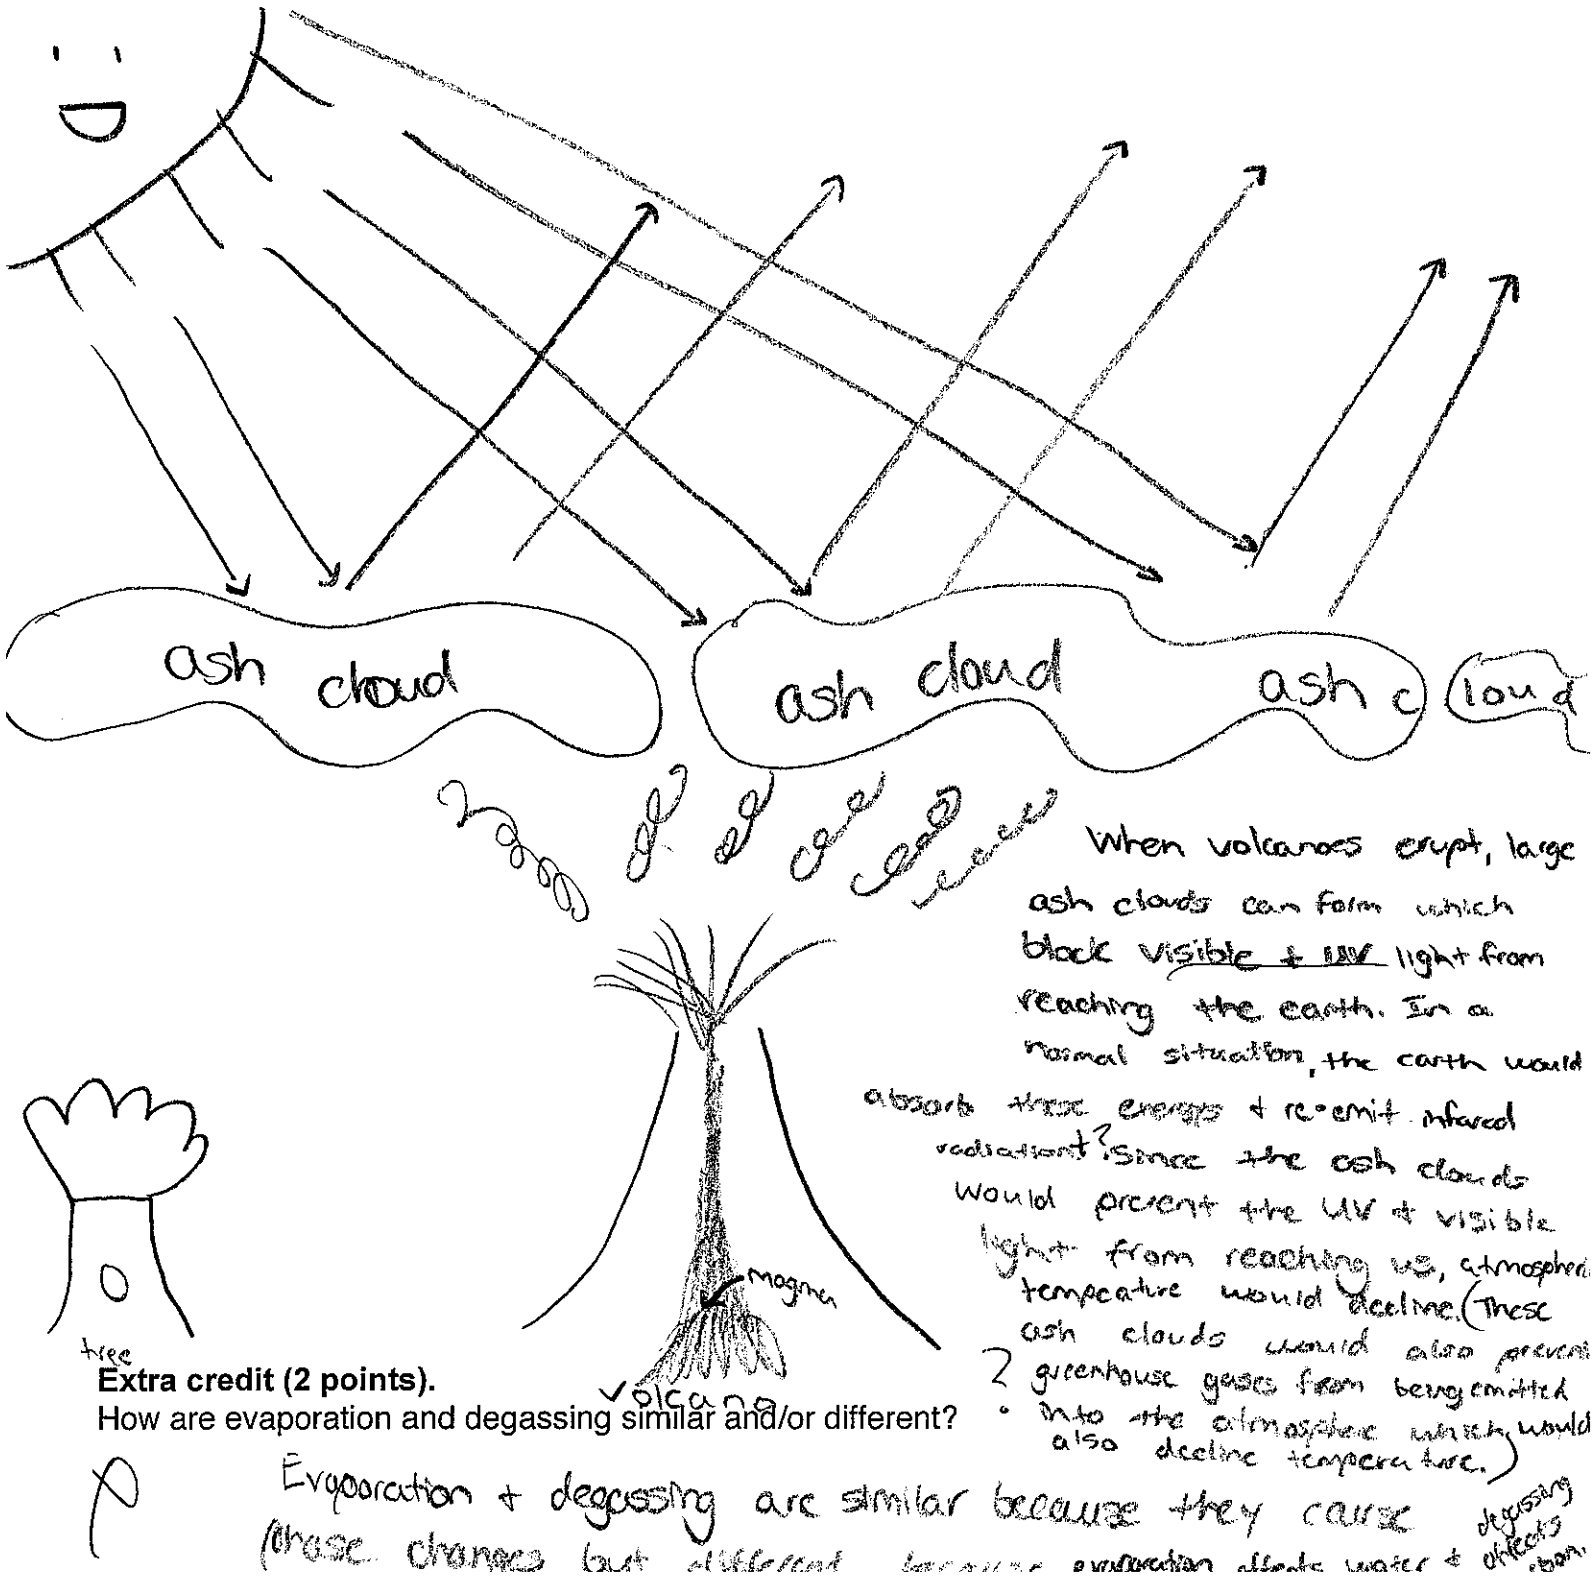 ash cloud
ash cloud
ash c loud
When volcanoes erupt, large
ash clouds can form which
block visible + UV light from
reaching the earth. In a
normal situation, the earth would
absorb these energys + re-emit infared
radiation? Since the ash clouds
would prevent the UV + visible
light from reaching us, atmospheric
tempeature would decline. (These
ash clouds would also prevent
? greenhouse gases from being emitted
into the atmosphere which would
also decline temperature.)
magma
tree
volcano
Extra credit (2 points).
How are evaporation and degassing similar and/or different?
Evaporation + degassing are similar because they cause
phase changes but different because evaporation affects water +
degassing
affects